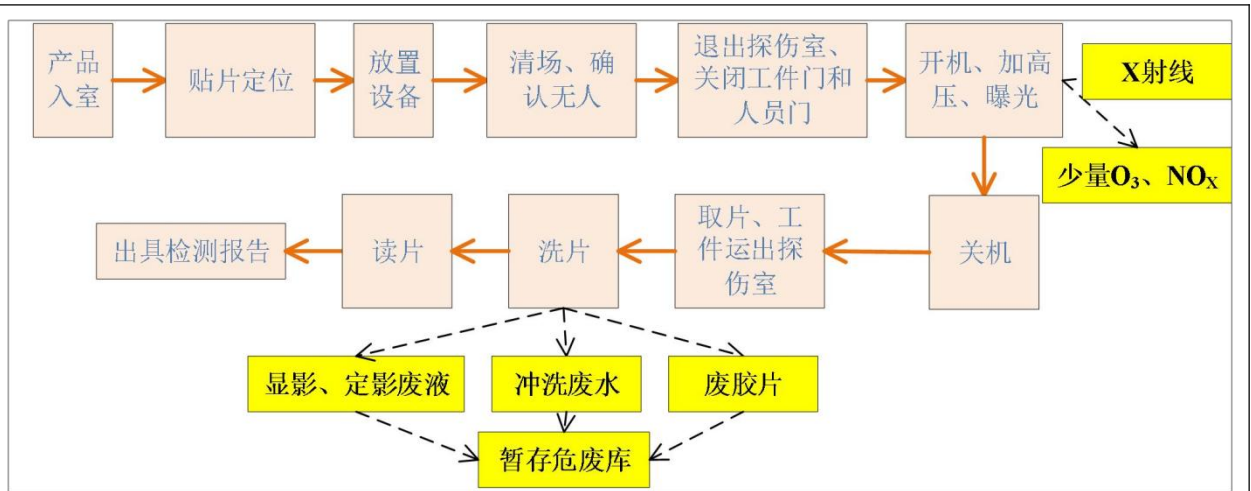 产品
入室
贴片定位
放置
设备
清场、确
认无人
退出探伤室、
关闭工件门和
人员门
开机、加高
压、曝光
X射线
少量O₃、NOₓ
出具检测报告
读片
洗片
取片、工
件运出探
伤室
关机
显影、定影废液
冲洗废水
废胶片
暂存危废库